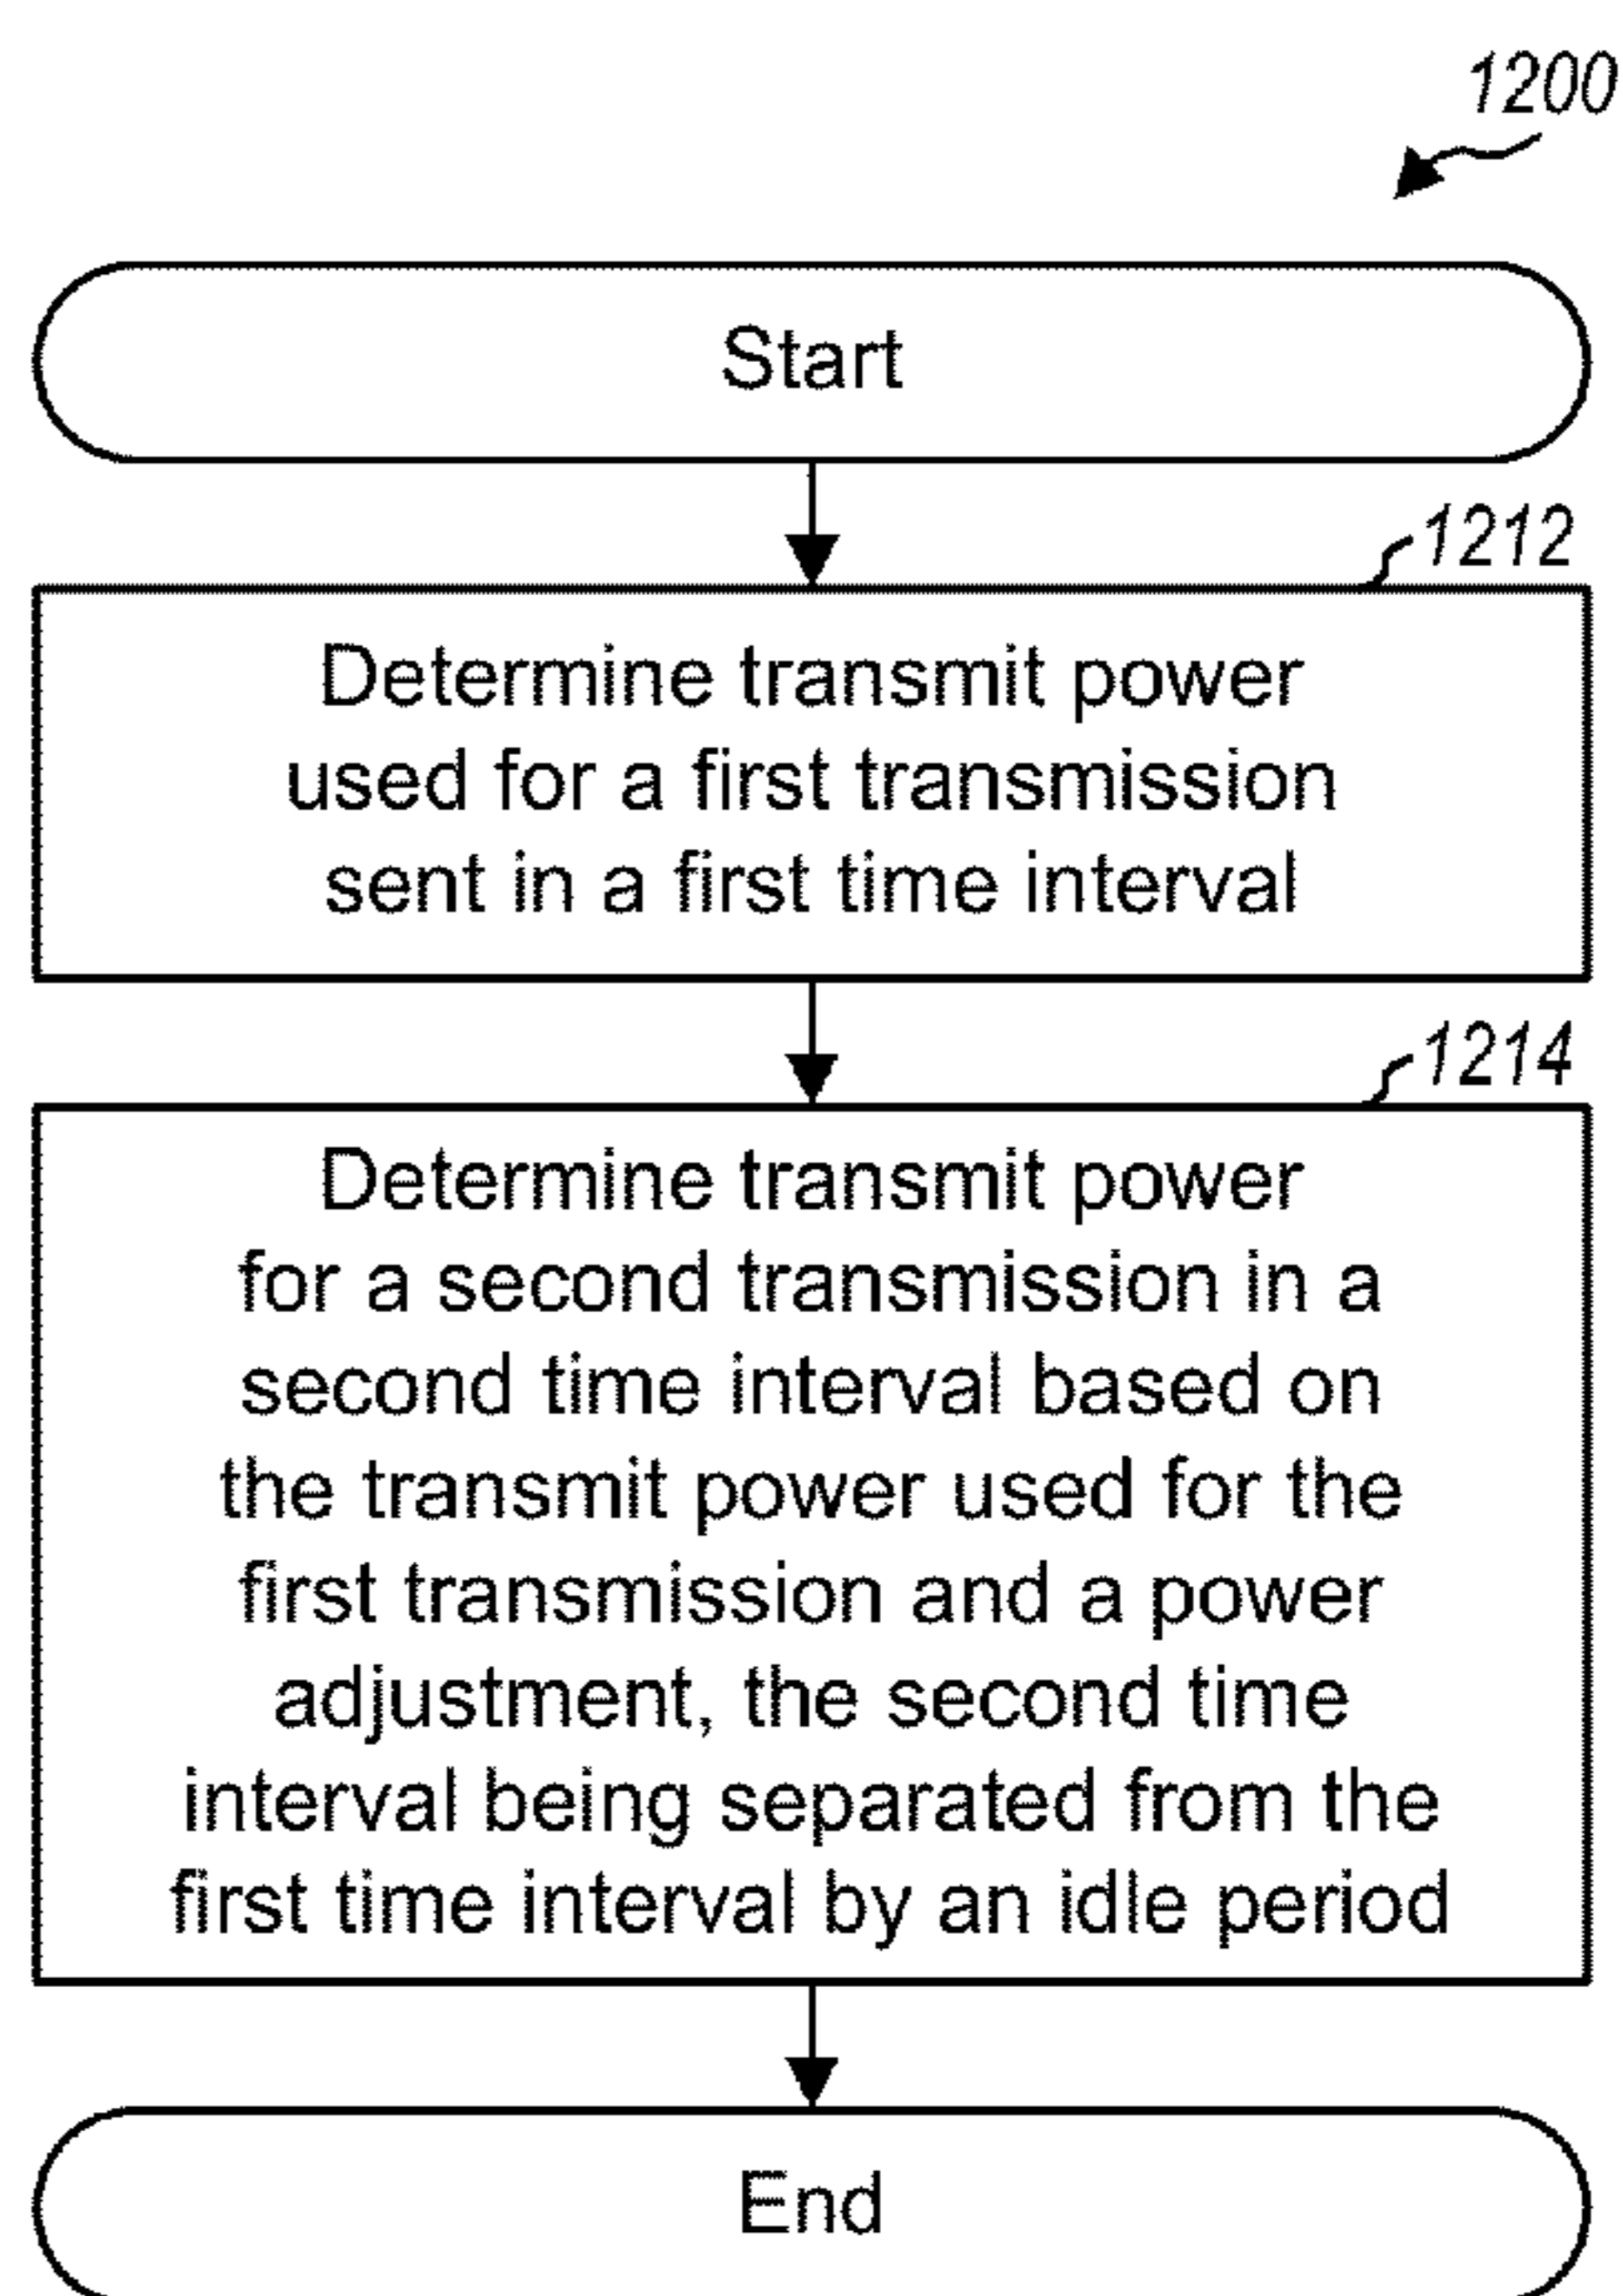 1200
Start
1212
Determine transmit power
used for a first transmission
sent in a first time interval
1214
Determine transmit power
for a second transmission in a
second time interval based on
the transmit power used for the
first transmission and a power
adjustment, the second time
interval being separated from the
first time interval by an idle period
End